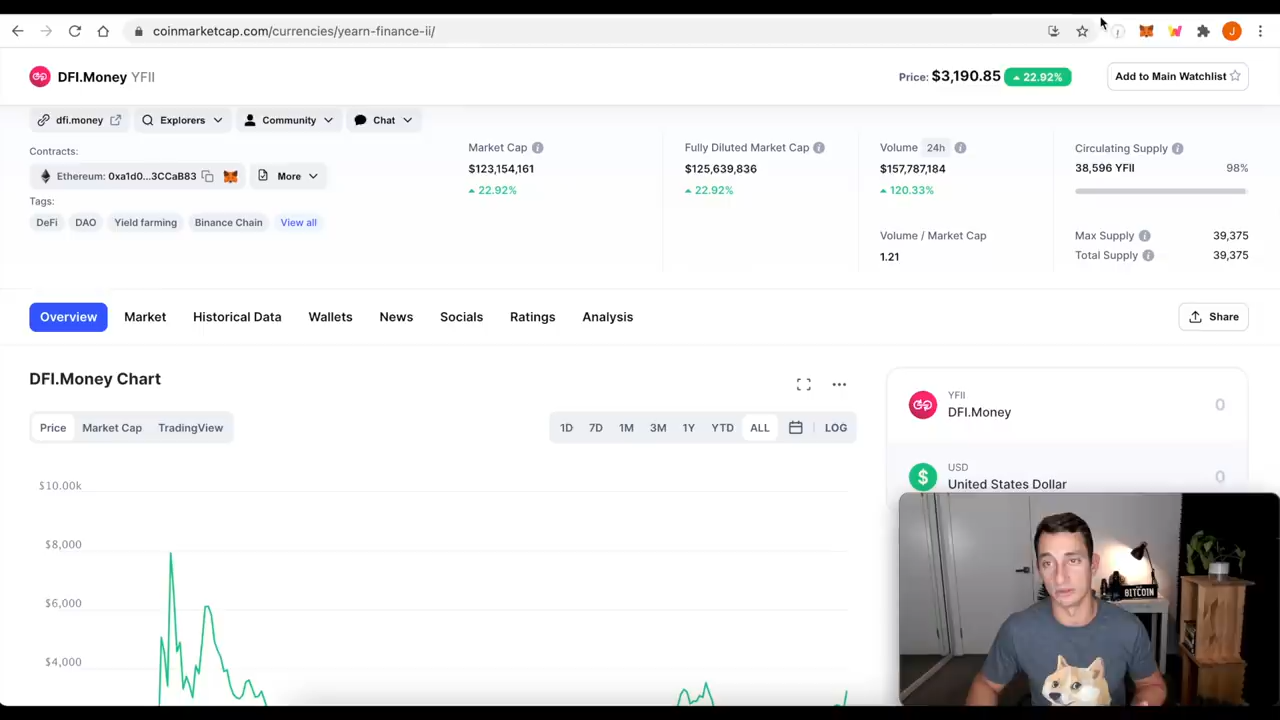 coinmarketcap.com/currencies/yearn-finance-ii/
J
DFI.Money YFII
Price: $3,190.85 22.92%
Add to Main Watchlist
dfi.money Explorers Community Chat
Contracts:
Ethereum: 0xa1d0...3CCaB83 More
Tags:
DeFi DAO Yield farming Binance Chain View all
Market Cap
$123,154,161
22.92%
Fully Diluted Market Cap
$125,639,836
22.92%
Volume 24h
$157,787,184
120.33%
Volume / Market Cap
1.21
Circulating Supply
38,596 YFII 98%
Max Supply 39,375
Total Supply 39,375
Overview Market Historical Data Wallets News Socials Ratings Analysis
Share
DFI.Money Chart
Price Market Cap TradingView
1D 7D 1M 3M 1Y YTD ALL LOG
$10.00k
$8,000
$6,000
$4,000
YFII
DFI.Money 0
USD
United States Dollar 0
BITCOIN